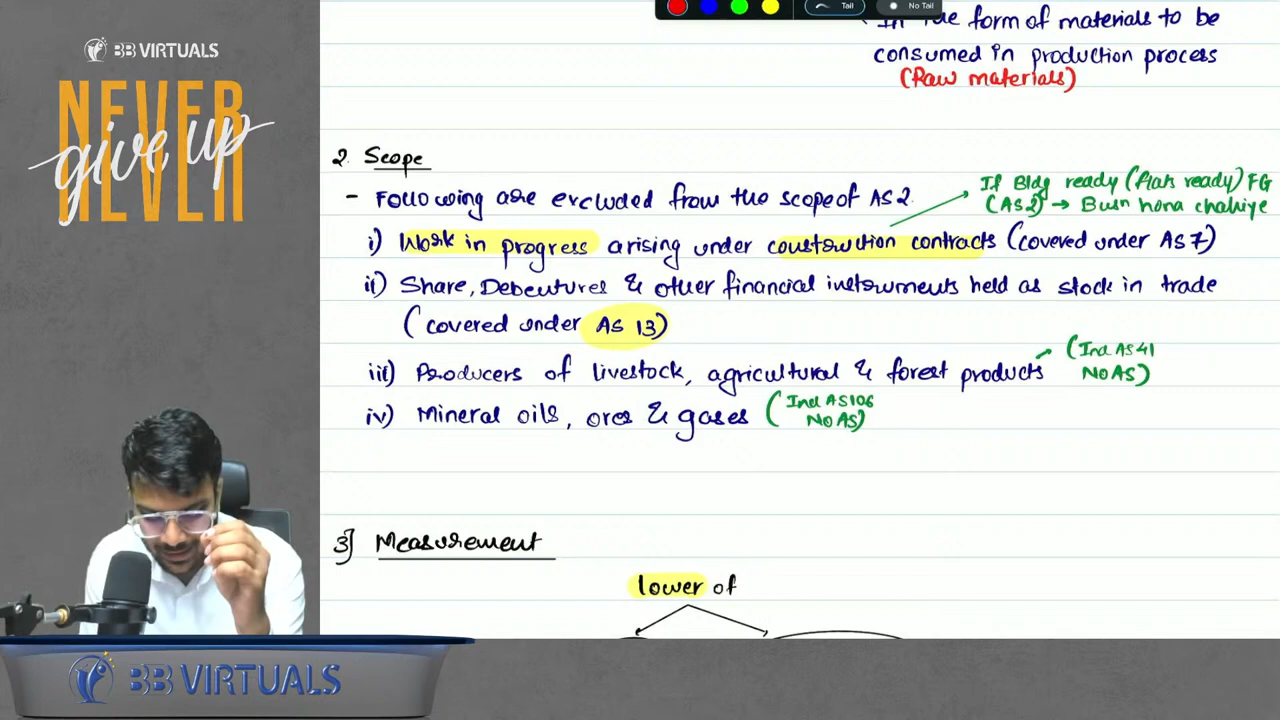 Tail
No Tail
BB VIRTUALS
NEVER
give up
NEVER
In the form of materials to be
consumed in production process
(Raw materials)
2. Scope
- Following are excluded from the scope of AS 2.
If Bldg ready (flats ready) FG
(AS2) → Busn hona chahiye
i) Work in progress arising under construction contracts (covered under AS 7)
ii) Share, Debentures & other financial instruments held as stock in trade
(covered under AS 13)
iii) Producers of livestock, agricultural & forest products
(Ind AS 41
No AS)
iv) Mineral oils, ores & gases
(Ind AS 106
No AS)
3] Measurement
lower of
BB VIRTUALS